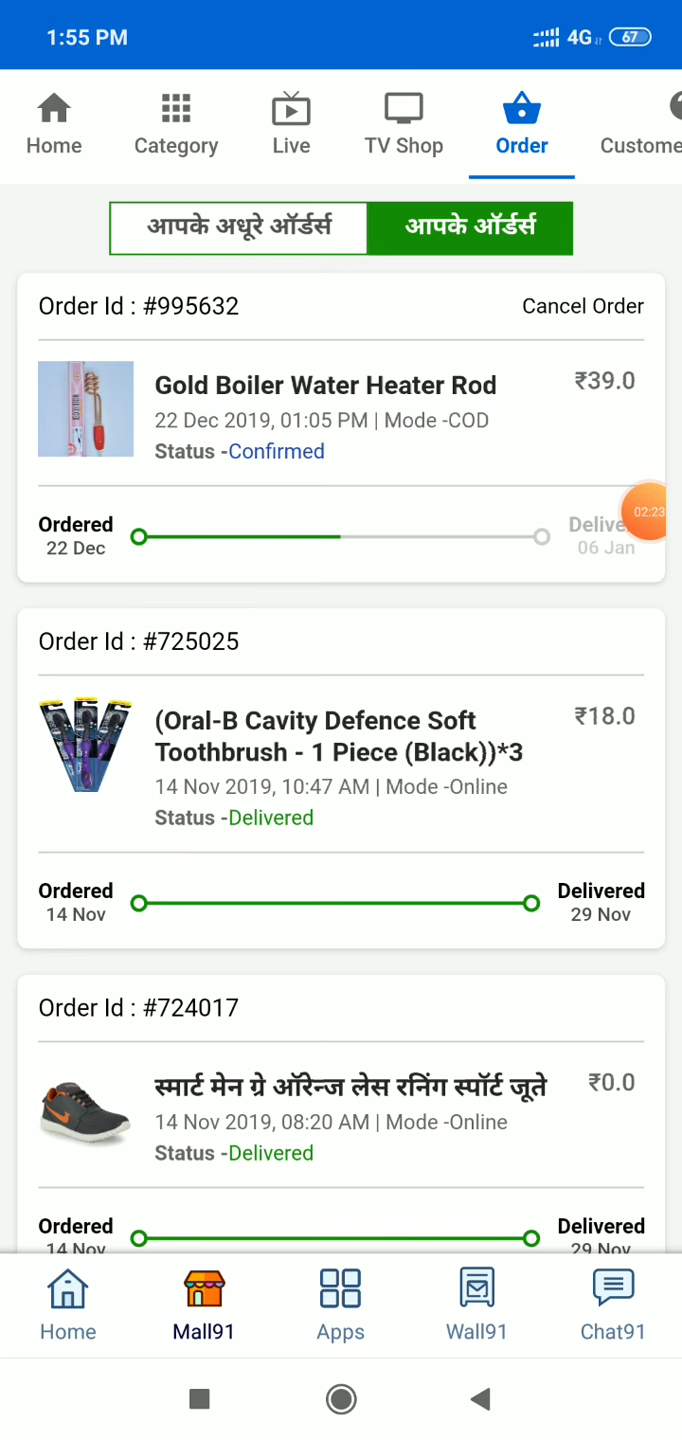 1:55 PM
4G
67
Home
Category
Live
TV Shop
Order
Custome
आपके अधूरे ऑर्डर्स
आपके ऑर्डर्स
Order Id : #995632
Cancel Order
Gold Boiler Water Heater Rod
₹39.0
22 Dec 2019, 01:05 PM | Mode -COD
Status -Confirmed
Ordered
Delive
02:23
22 Dec
06 Jan
Order Id : #725025
(Oral-B Cavity Defence Soft
₹18.0
Toothbrush - 1 Piece (Black))*3
14 Nov 2019, 10:47 AM | Mode -Online
Status -Delivered
Ordered
Delivered
14 Nov
29 Nov
Order Id : #724017
स्मार्ट मेन ग्रे ऑरेन्ज लेस रनिंग स्पॉर्ट जूते
₹0.0
14 Nov 2019, 08:20 AM | Mode -Online
Status -Delivered
Ordered
Delivered
14 Nov
29 Nov
Home
Mall91
Apps
Wall91
Chat91